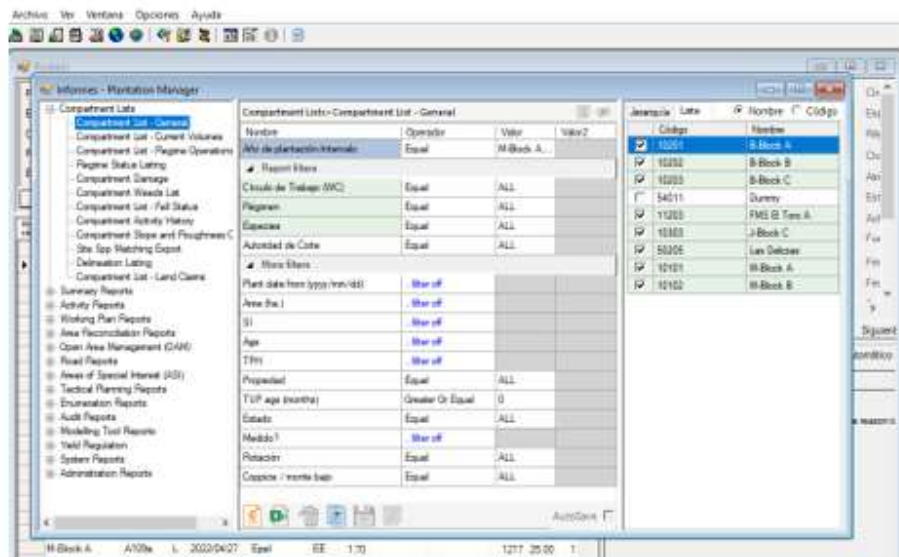 Archivo Ver Ventana Opciones Ayuda
Informes - Plantation Manager
Compartment Lists
Compartment List - General
Compartment List - Current Volumes
Compartment List - Regime Operations
Regime Status Listing
Compartment Damage
Compartment Weeds List
Compartment List - Fell Status
Compartment Activity History
Compartment Slope and Roughness C
Site Spp Matching Export
Delineation Listing
Compartment List - Land Claims
Summary Reports
Activity Reports
Working Plan Reports
Area Reconciliation Reports
Open Area Management (OAM)
Road Reports
Areas of Special Interest (ASI)
Tactical Planning Reports
Enumeration Reports
Audit Reports
Modelling Tool Reports
Yield Regulation
System Reports
Administration Reports
Compartment Lists>Compartment List - General
Nombre Operador Valor Valor2
Año de plantación Intervalo Equal M-Block A...
Report filters
Círculo de Trabajo (WC) Equal ALL
Régimen Equal ALL
Especies Equal ALL
Autoridad de Corte Equal ALL
More filters
Plant date from (yyyy/mm/dd) ...filter off
Area (ha.) ...filter off
SI ...filter off
Age ...filter off
TPH ...filter off
Propiedad Equal ALL
TUP age (months) Greater Or Equal 0
Estado Equal ALL
Medido? ...filter off
Rotación Equal ALL
Coppice / monte bajo Equal ALL
AutoSave
Jerarquía Lista Nombre Código
Código Nombre
10201 B-Block A
10202 B-Block B
10203 B-Block C
54011 Dummy
11203 FMS El Toro A
10303 J-Block C
50205 Las Delicias
10101 M-Block A
10102 M-Block B
Siguient
M-Block A A109a L 2022/04/27 Egel EE 1.70 1217 25.00 1